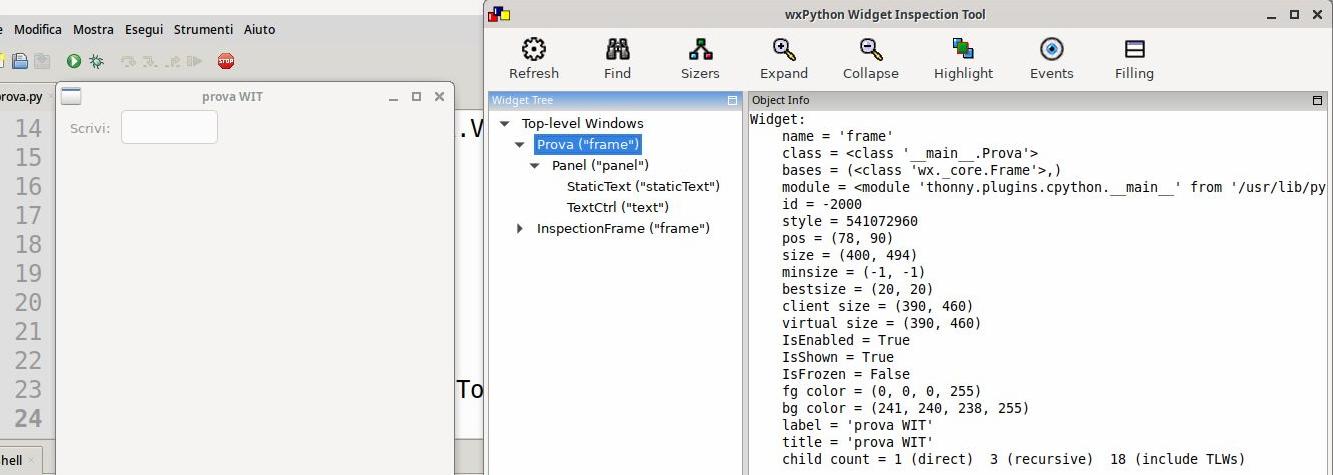 Modifica Mostra Esegui Strumenti Aiuto
STOP
rova.py
14
15
16
17
18
19
20
21
22
23
24
hell
.V
To
prova WIT
Scrivi:
wxPython Widget Inspection Tool
Refresh Find Sizers Expand Collapse Highlight Events Filling
Widget Tree
Top-level Windows
Prova ("frame")
Panel ("panel")
StaticText ("staticText")
TextCtrl ("text")
InspectionFrame ("frame")
Object Info
Widget:
name = 'frame'
class = <class '__main__.Prova'>
bases = (<class 'wx._core.Frame'>,)
module = <module 'thonny.plugins.cpython.__main__' from '/usr/lib/py
id = -2000
style = 541072960
pos = (78, 90)
size = (400, 494)
minsize = (-1, -1)
bestsize = (20, 20)
client size = (390, 460)
virtual size = (390, 460)
IsEnabled = True
IsShown = True
IsFrozen = False
fg color = (0, 0, 0, 255)
bg color = (241, 240, 238, 255)
label = 'prova WIT'
title = 'prova WIT'
child count = 1 (direct)  3 (recursive)  18 (include TLWs)